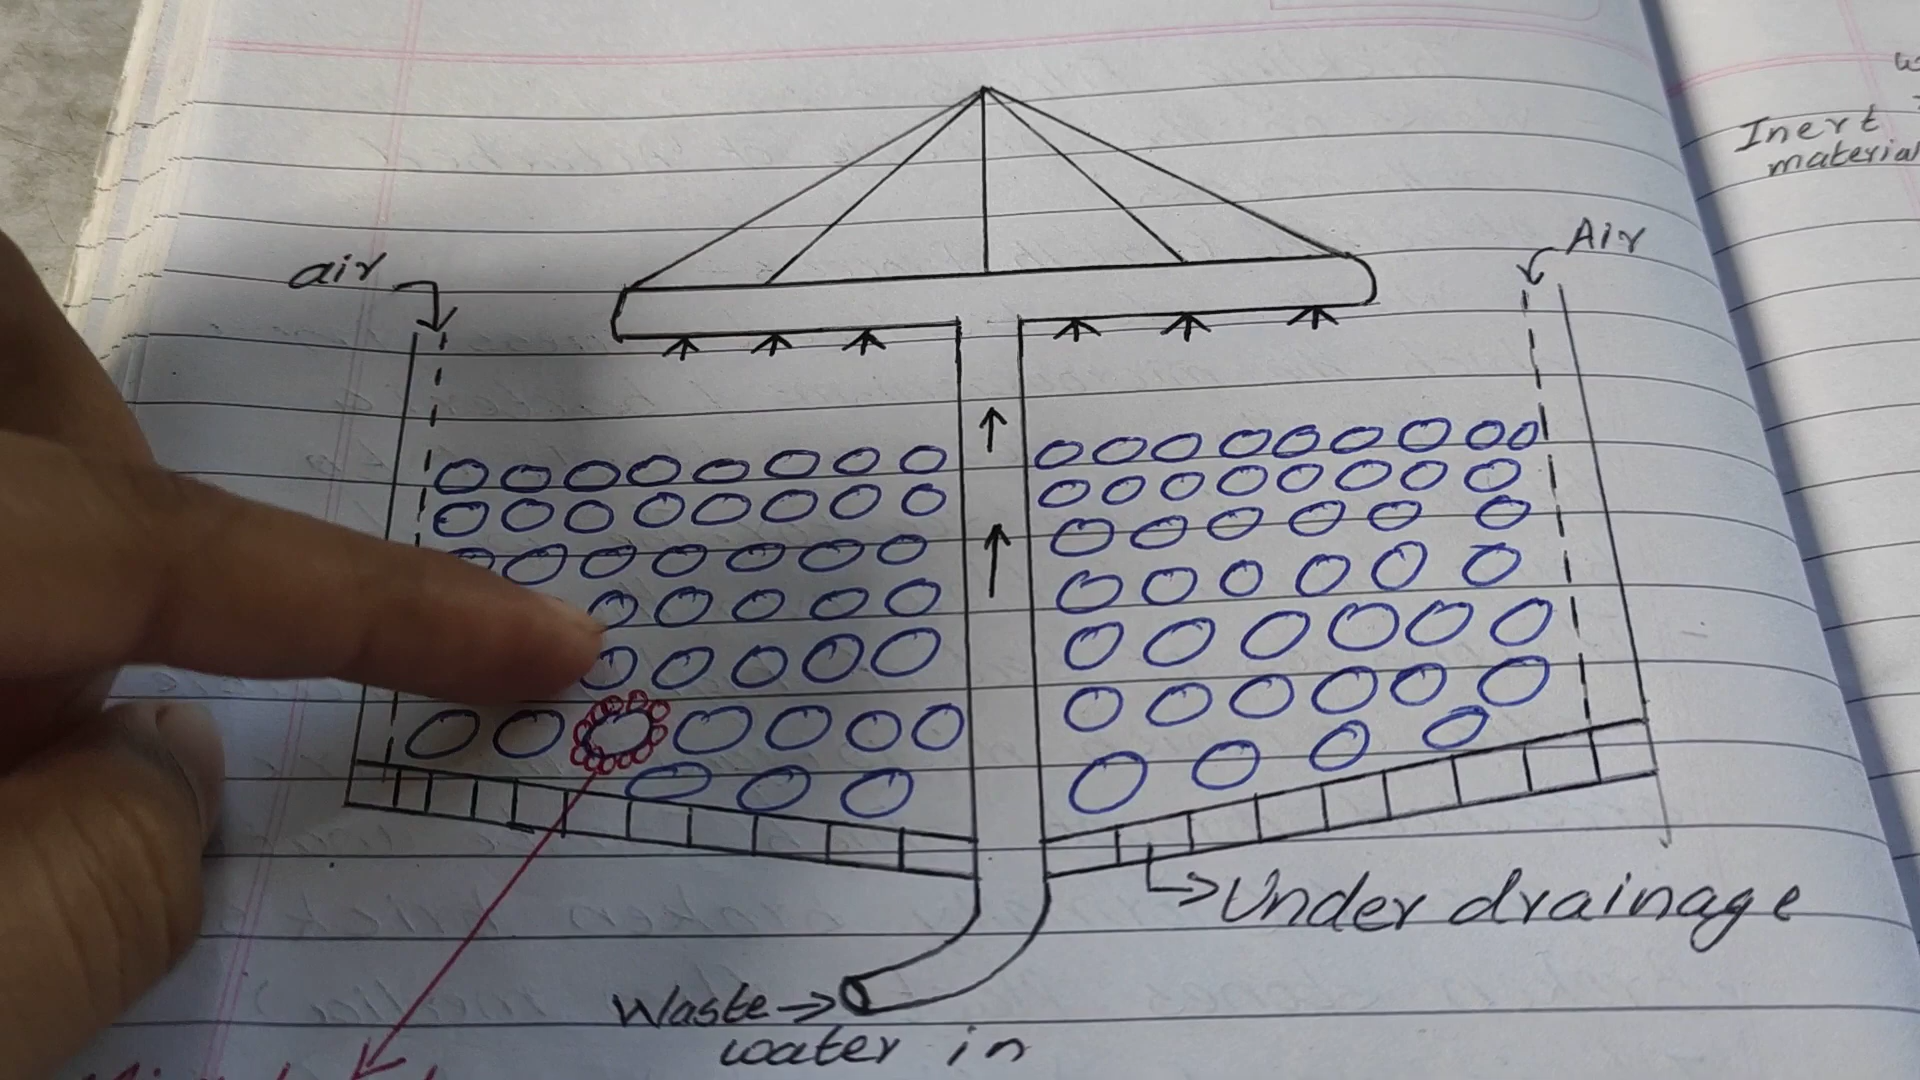 Inert
material
air
Air
Under drainage
Waste
water in